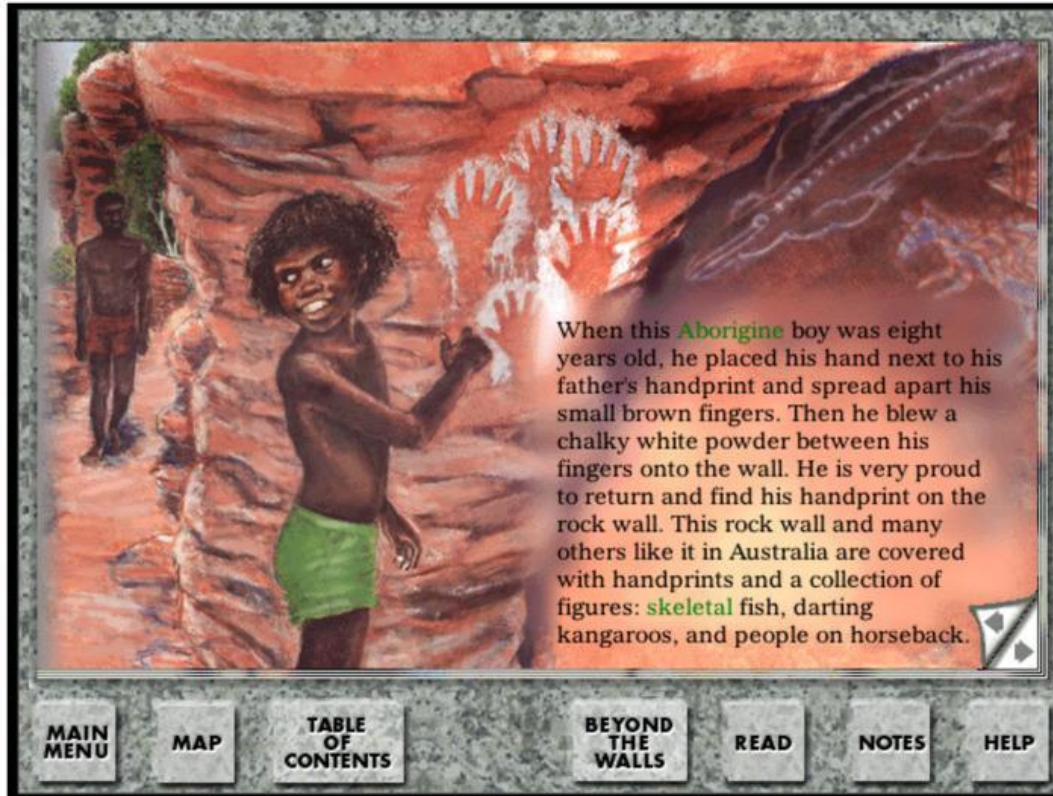 When this Aborigine boy was eight
years old, he placed his hand next to his
father's handprint and spread apart his
small brown fingers. Then he blew a
chalky white powder between his
fingers onto the wall. He is very proud
to return and find his handprint on the
rock wall. This rock wall and many
others like it in Australia are covered
with handprints and a collection of
figures: skeletal fish, darting
kangaroos, and people on horseback.
MAIN
MENU
MAP
TABLE
OF
CONTENTS
BEYOND
THE
WALLS
READ
NOTES
HELP